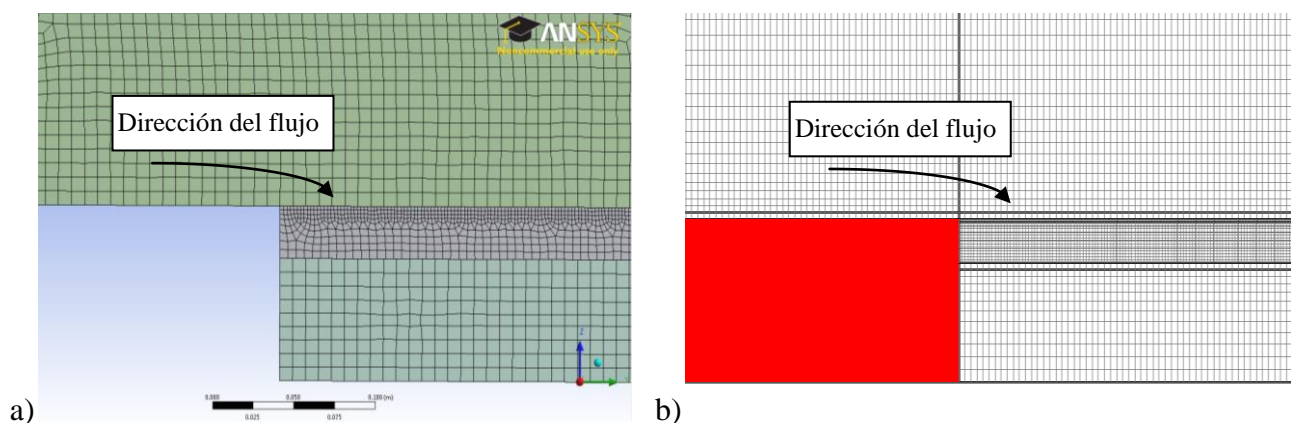 ANSYS
Noncommercial use only
Dirección del flujo
Dirección del flujo
Z
0.000
0.050
0.100 (m)
0.025
0.075
a)
b)